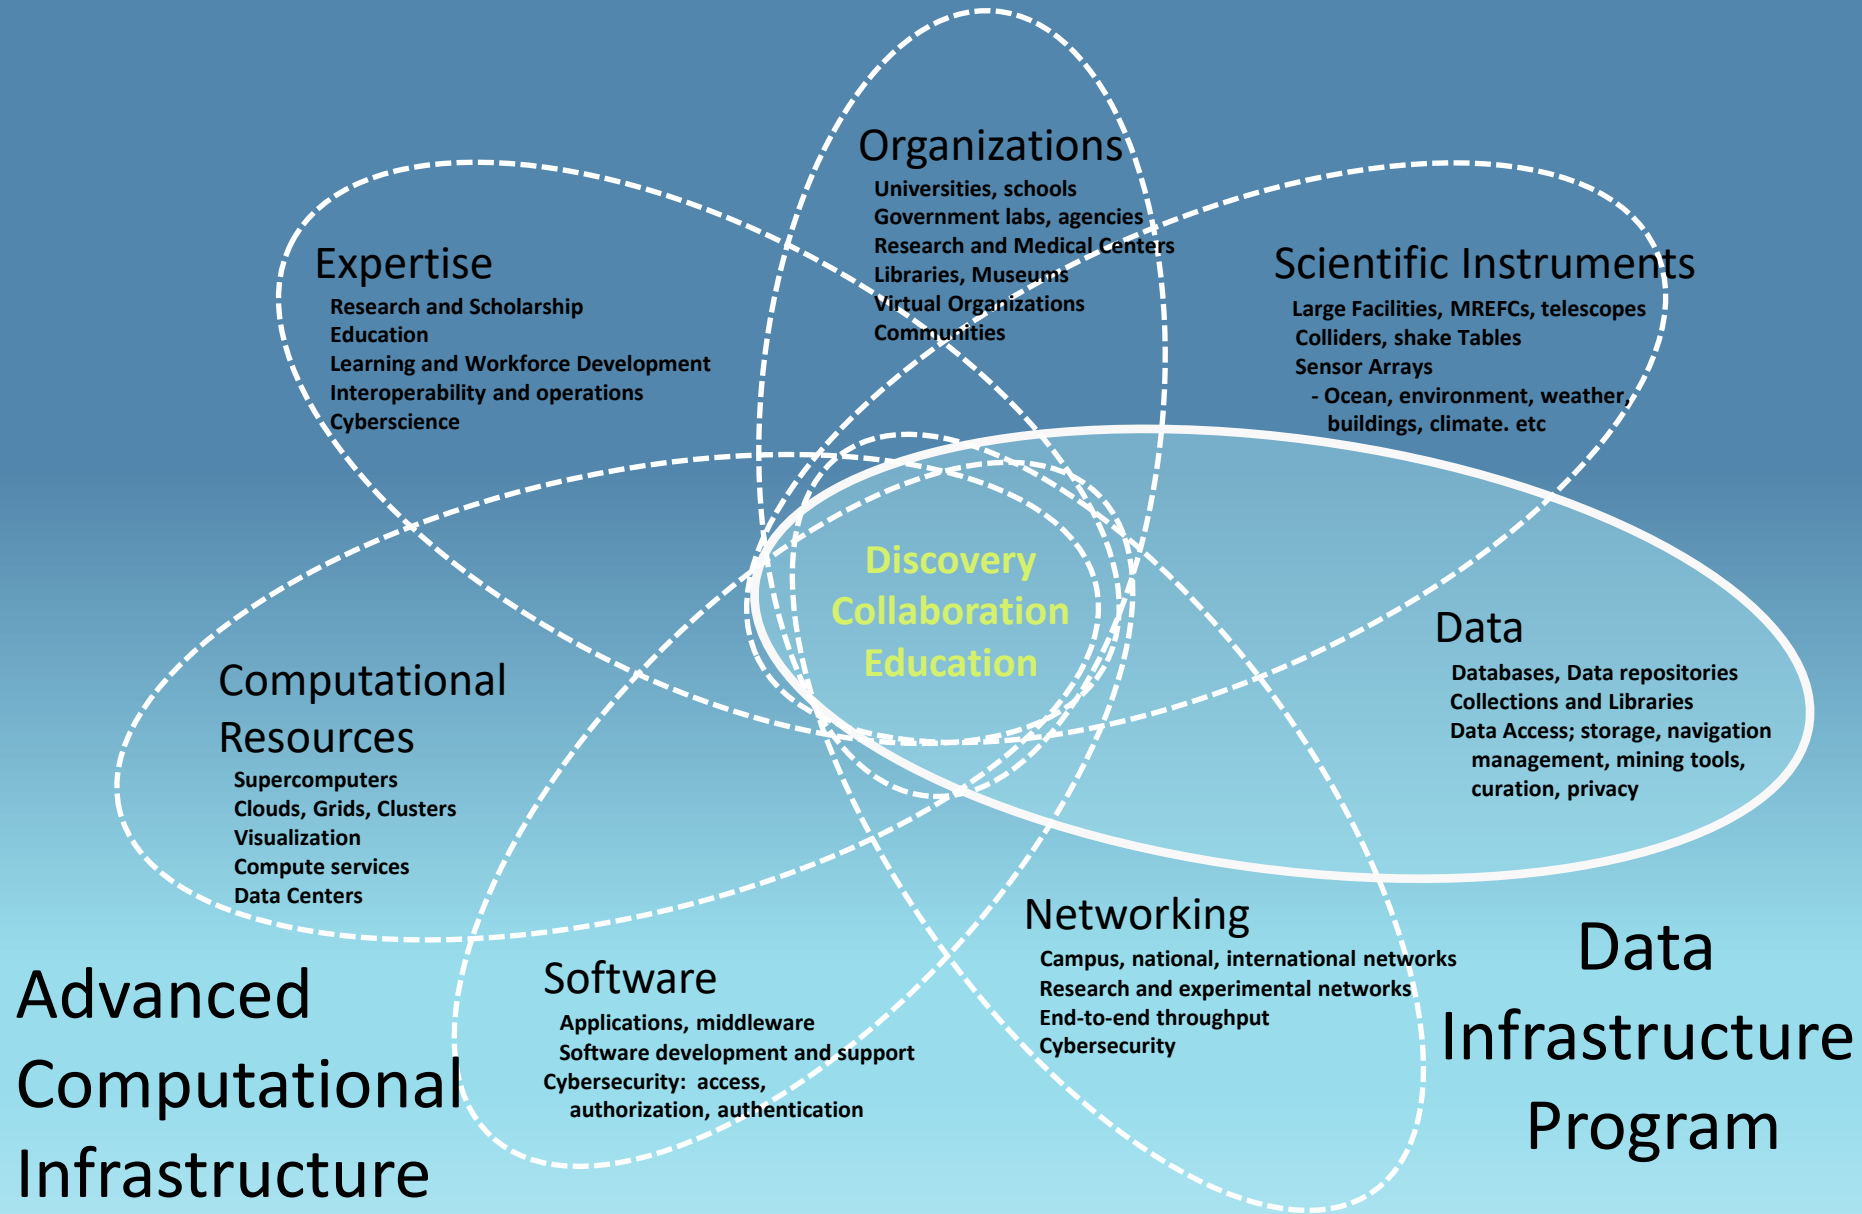 Organizations
Universities, schools
Government labs, agencies
Research and Medical Centers
Libraries, Museums
Virtual Organizations
Communities
Expertise
Research and Scholarship
Education
Learning and Workforce Development
Interoperability and operations
Cyberscience
Scientific Instruments
Large Facilities, MREFCs, telescopes
Colliders, shake Tables
Sensor Arrays
- Ocean, environment, weather,
buildings, climate. etc
Discovery
Collaboration
Education
Data
Databases, Data repositories
Collections and Libraries
Data Access; storage, navigation
management, mining tools,
curation, privacy
Computational
Resources
Supercomputers
Clouds, Grids, Clusters
Visualization
Compute services
Data Centers
Networking
Campus, national, international networks
Research and experimental networks
End-to-end throughput
Cybersecurity
Software
Applications, middleware
Software development and support
Cybersecurity: access,
authorization, authentication
Advanced
Computational
Infrastructure
Data
Infrastructure
Program